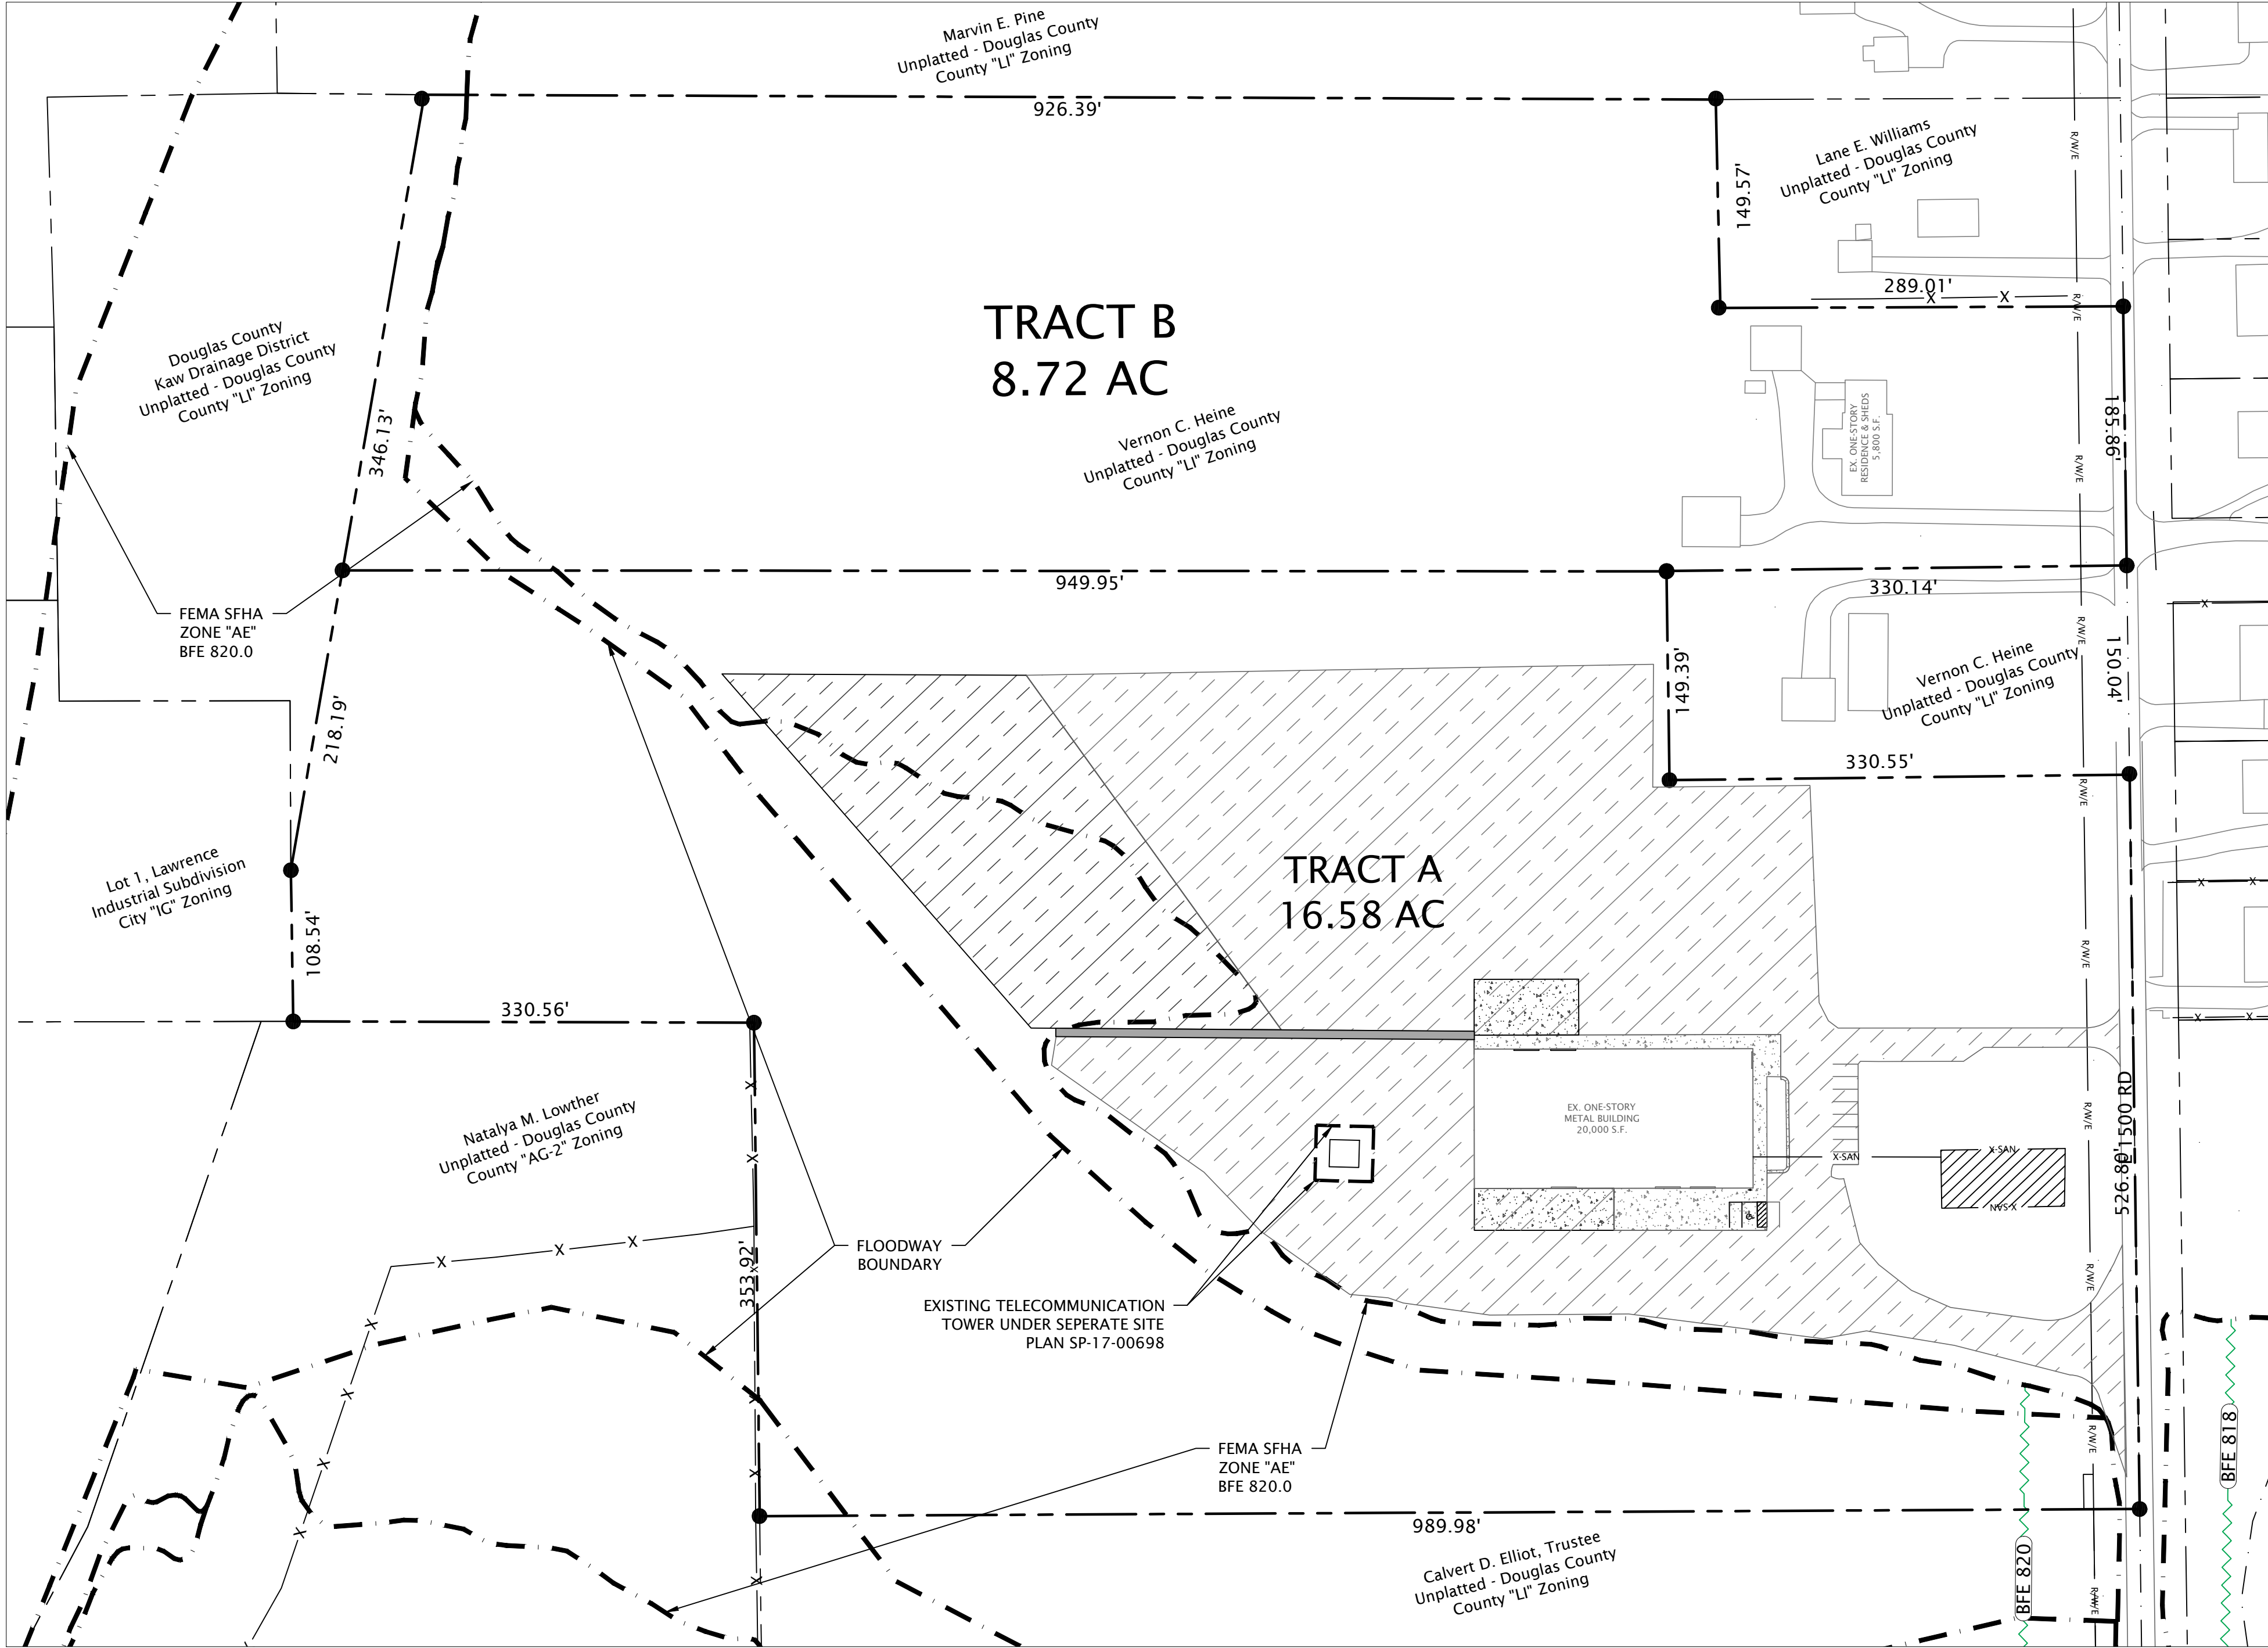 Marvin E. Pine
Unplatted - Douglas County
County "LI" Zoning
926.39'
Lane E. Williams
Unplatted - Douglas County
County "LI" Zoning
R/W/E
149.57'
289.01'
X
X
R/W/E
TRACT B
8.72 AC
Douglas County
Kaw Drainage District
Unplatted - Douglas County
County "LI" Zoning
346.13'
Vernon C. Heine
Unplatted - Douglas County
County "LI" Zoning
EX. ONE-STORY
RESIDENCE & SHEDS
5,800 S.F.
185.86'
R/W/E
949.95'
330.14'
FEMA SFHA
ZONE "AE"
BFE 820.0
X
R/W/E
149.39'
Vernon C. Heine
Unplatted - Douglas County
County "LI" Zoning
150.04'
218.19'
330.55'
R/W/E
Lot 1, Lawrence
Industrial Subdivision
City "IG" Zoning
TRACT A
16.58 AC
X
X
108.54'
R/W/E
330.56'
X
X
Natalya M. Lowther
Unplatted - Douglas County
County "AG-2" Zoning
X
X
EX. ONE-STORY
METAL BUILDING
20,000 S.F.
R/W/E
E 1500 RD
526.80'
X-SAN
X-SAN
X-SAN
X
X
X
353.92'
X
FLOODWAY
BOUNDARY
R/W/E
EXISTING TELECOMMUNICATION
TOWER UNDER SEPERATE SITE
PLAN SP-17-00698
X
X
X
X
X
X
FEMA SFHA
ZONE "AE"
BFE 820.0
R/W/E
BFE 818
989.98'
Calvert D. Elliot, Trustee
Unplatted - Douglas County
County "LI" Zoning
BFE 820
X
R/W/E